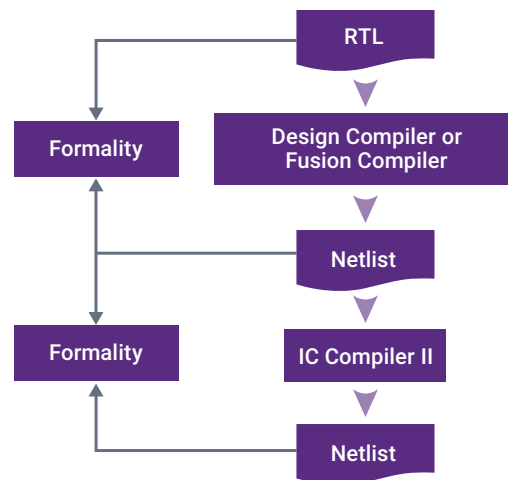 RTL
Formality
Design Compiler or
Fusion Compiler
Netlist
Formality
IC Compiler II
Netlist